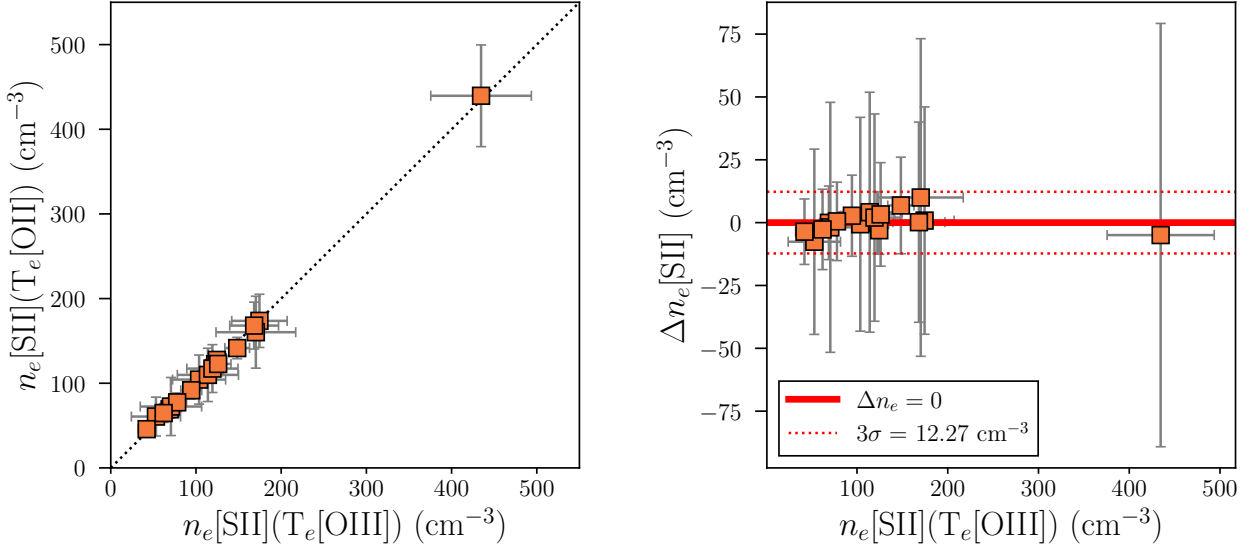 n_e[SII](T_e[OII]) (cm^−3)
500
400
300
200
100
0
0 100 200 300 400 500
n_e[SII](T_e[OIII]) (cm^−3)
Δn_e[SII] (cm^−3)
75
50
25
0
−25
−50
−75
Δn_e = 0
3σ = 12.27 cm^−3
100 200 300 400 500
n_e[SII](T_e[OIII]) (cm^−3)